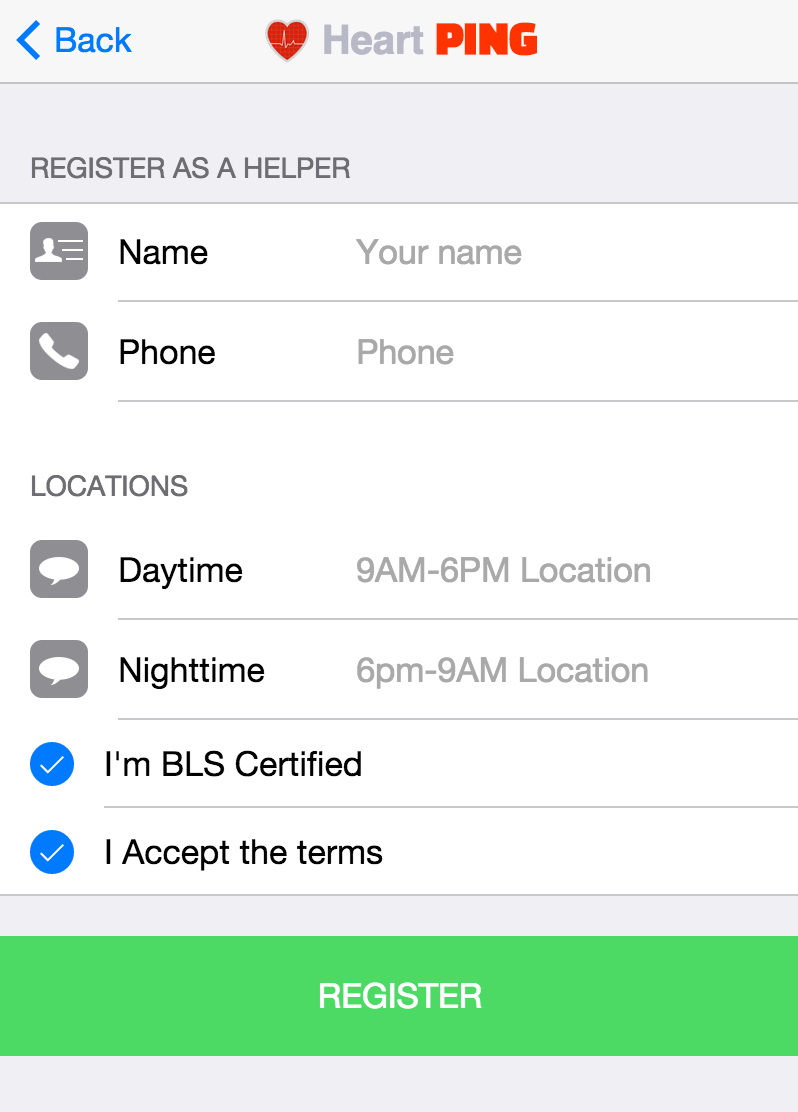 Back
Heart PING
REGISTER AS A HELPER
Name Your name
Phone Phone
LOCATIONS
Daytime 9AM-6PM Location
Nighttime 6pm-9AM Location
I'm BLS Certified
I Accept the terms
REGISTER